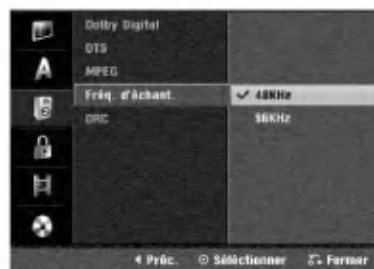 Dolby Digital
DTS
MPEG
Fréq. d'échant.
48KHz
96KHz
DRC
A
Préc.
Sélectionner
Fermer